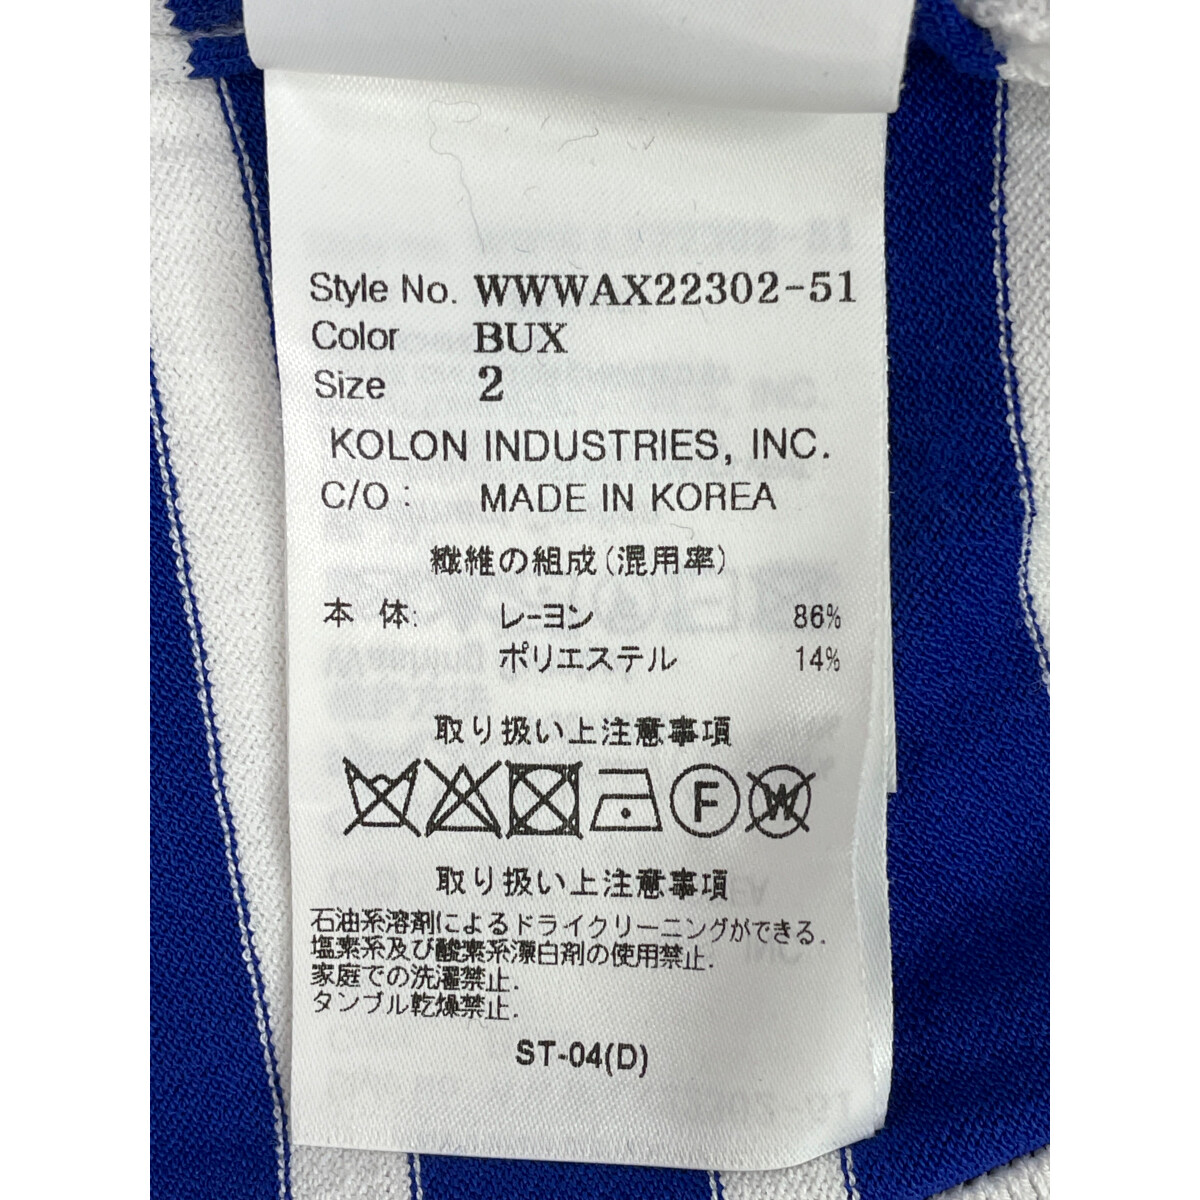 Style No. WWWAX22302-51
Color BUX
Size 2
KOLON INDUSTRIES, INC.
C/O : MADE IN KOREA
繊維の組成(混用率)
本 体: レーヨン 86%
ポリエステル 14%
取り扱い上注意事項
F W
取り扱い上注意事項
石油系溶剤によるドライクリーニングができる.
塩素系及び酸素系漂白剤の使用禁止.
家庭での洗濯禁止.
タンブル乾燥禁止.
ST-04(D)